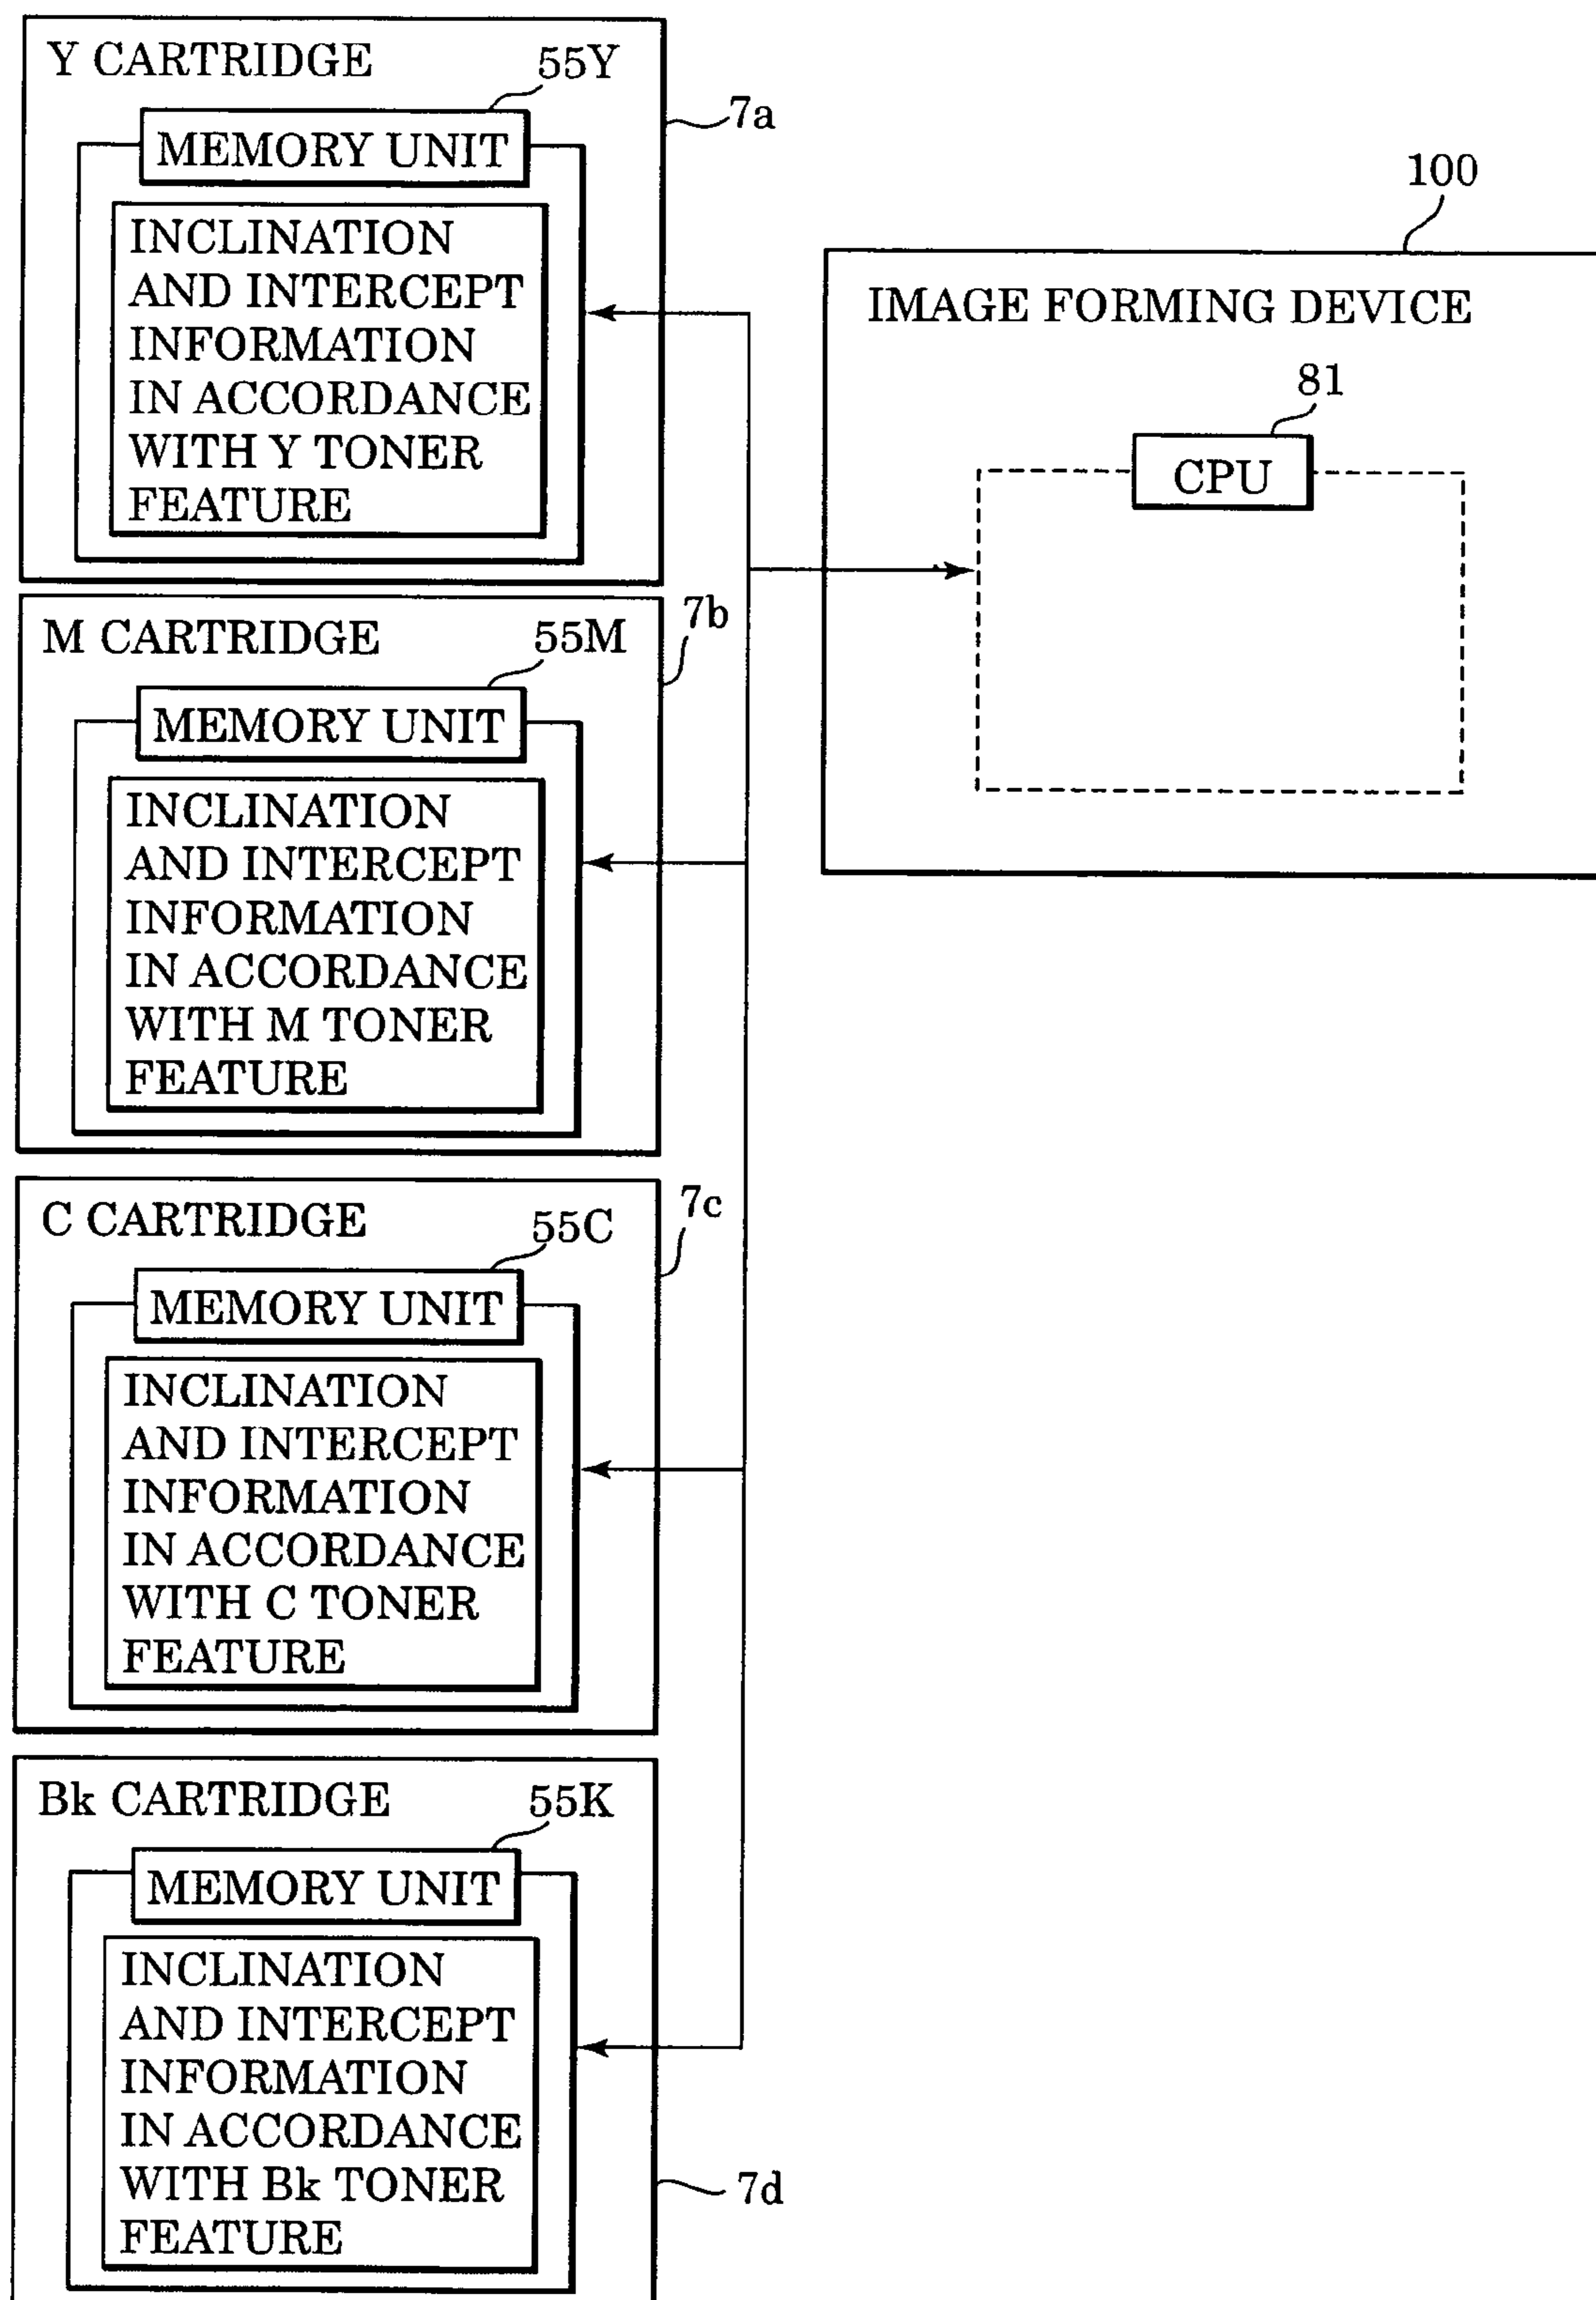 Y CARTRIDGE
55Y
7a
MEMORY UNIT
INCLINATION
AND INTERCEPT
INFORMATION
IN ACCORDANCE
WITH Y TONER
FEATURE
M CARTRIDGE
55M
7b
MEMORY UNIT
INCLINATION
AND INTERCEPT
INFORMATION
IN ACCORDANCE
WITH M TONER
FEATURE
C CARTRIDGE
55C
7c
MEMORY UNIT
INCLINATION
AND INTERCEPT
INFORMATION
IN ACCORDANCE
WITH C TONER
FEATURE
Bk CARTRIDGE
55K
MEMORY UNIT
INCLINATION
AND INTERCEPT
INFORMATION
IN ACCORDANCE
WITH Bk TONER
FEATURE
7d
100
IMAGE FORMING DEVICE
81
CPU